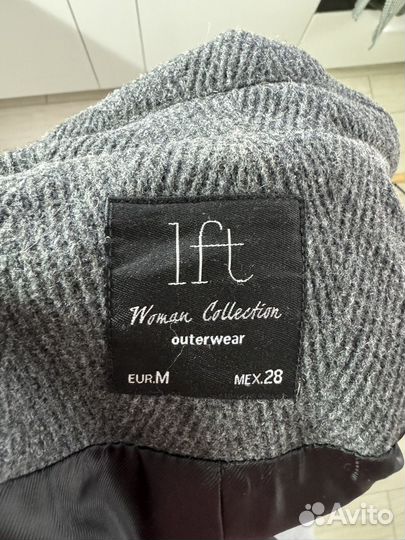 lft
Woman Collection
outerwear
EUR.M MEX.28
Avito